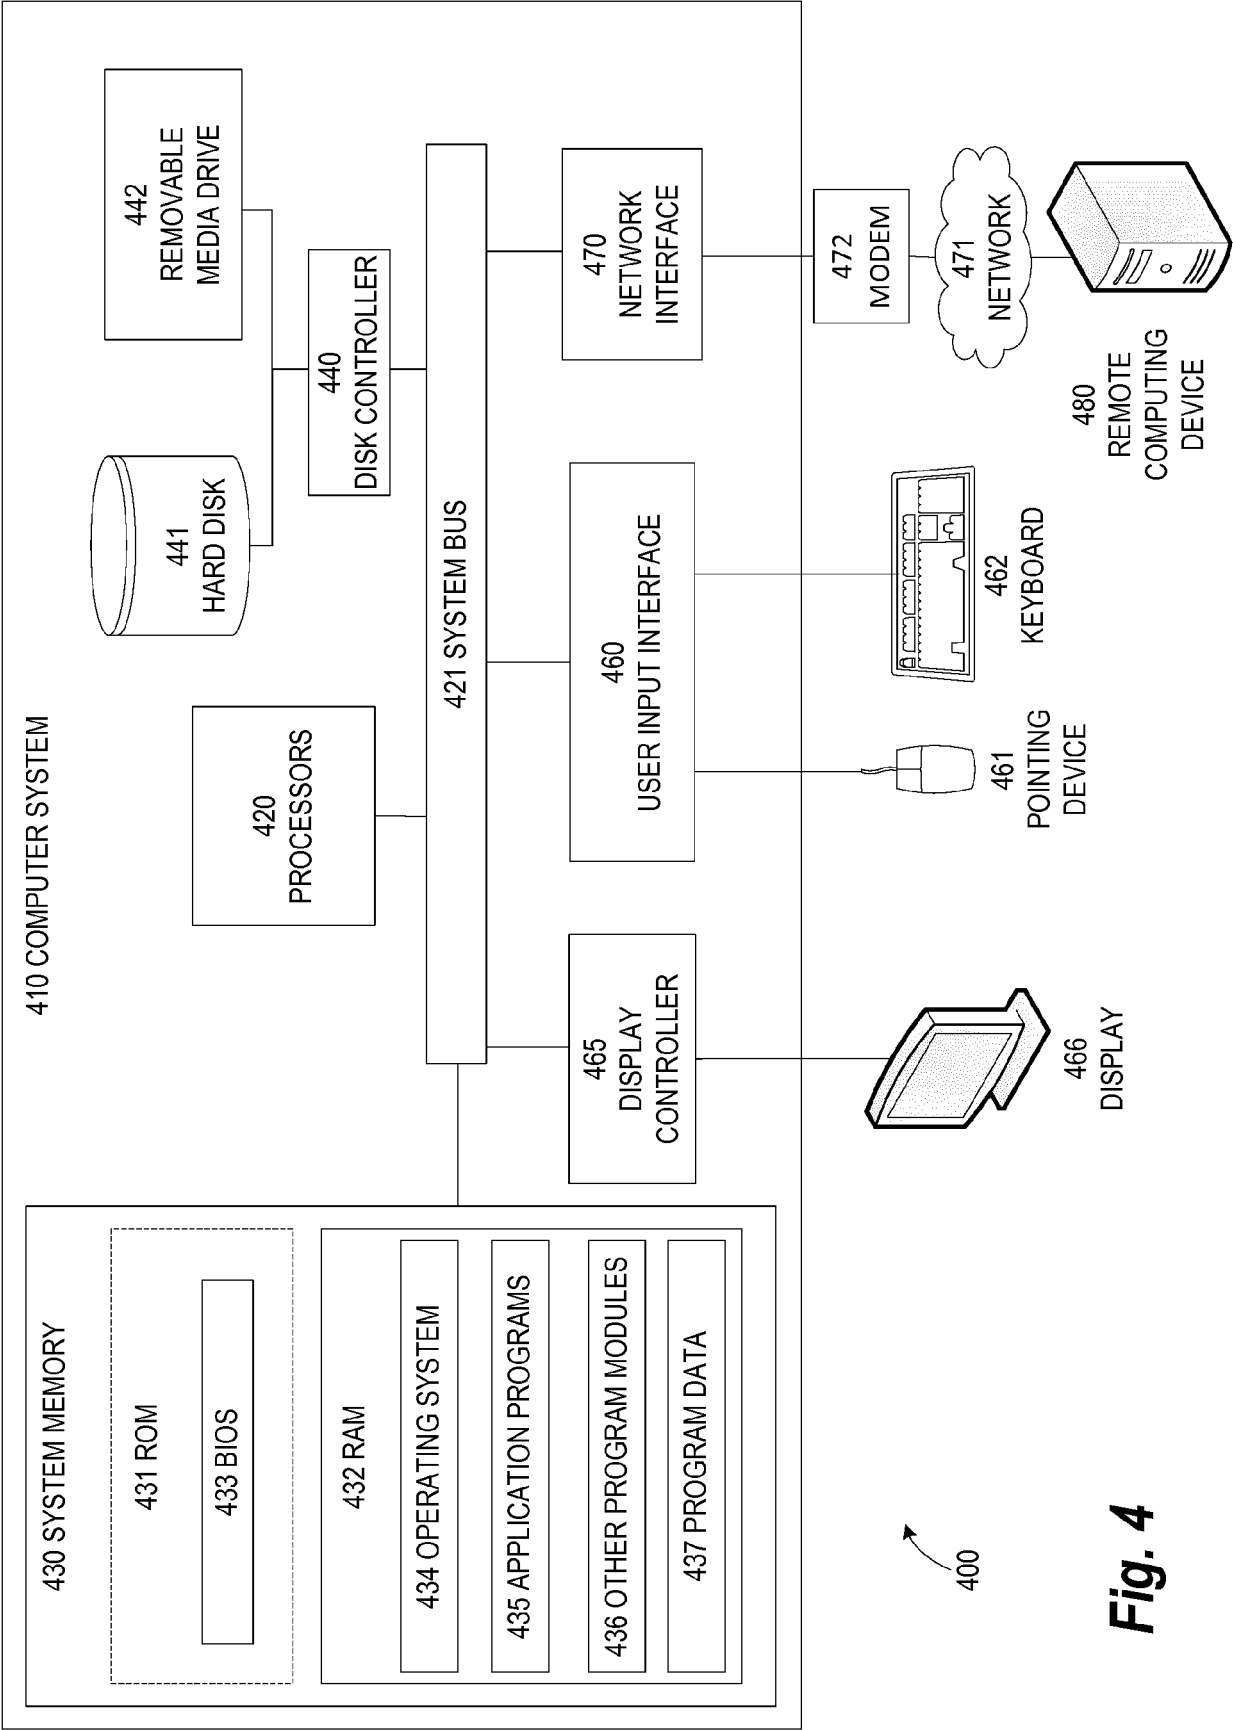 410 COMPUTER SYSTEM
430 SYSTEM MEMORY
431 ROM
433 BIOS
432 RAM
434 OPERATING SYSTEM
435 APPLICATION PROGRAMS
436 OTHER PROGRAM MODULES
437 PROGRAM DATA
420
PROCESSORS
441
HARD DISK
442
REMOVABLE
MEDIA DRIVE
440
DISK CONTROLLER
421 SYSTEM BUS
465
DISPLAY
CONTROLLER
460
USER INPUT INTERFACE
470
NETWORK
INTERFACE
472
MODEM
471
NETWORK
466
DISPLAY
461
POINTING
DEVICE
462
KEYBOARD
480
REMOTE
COMPUTING
DEVICE
400
Fig. 4